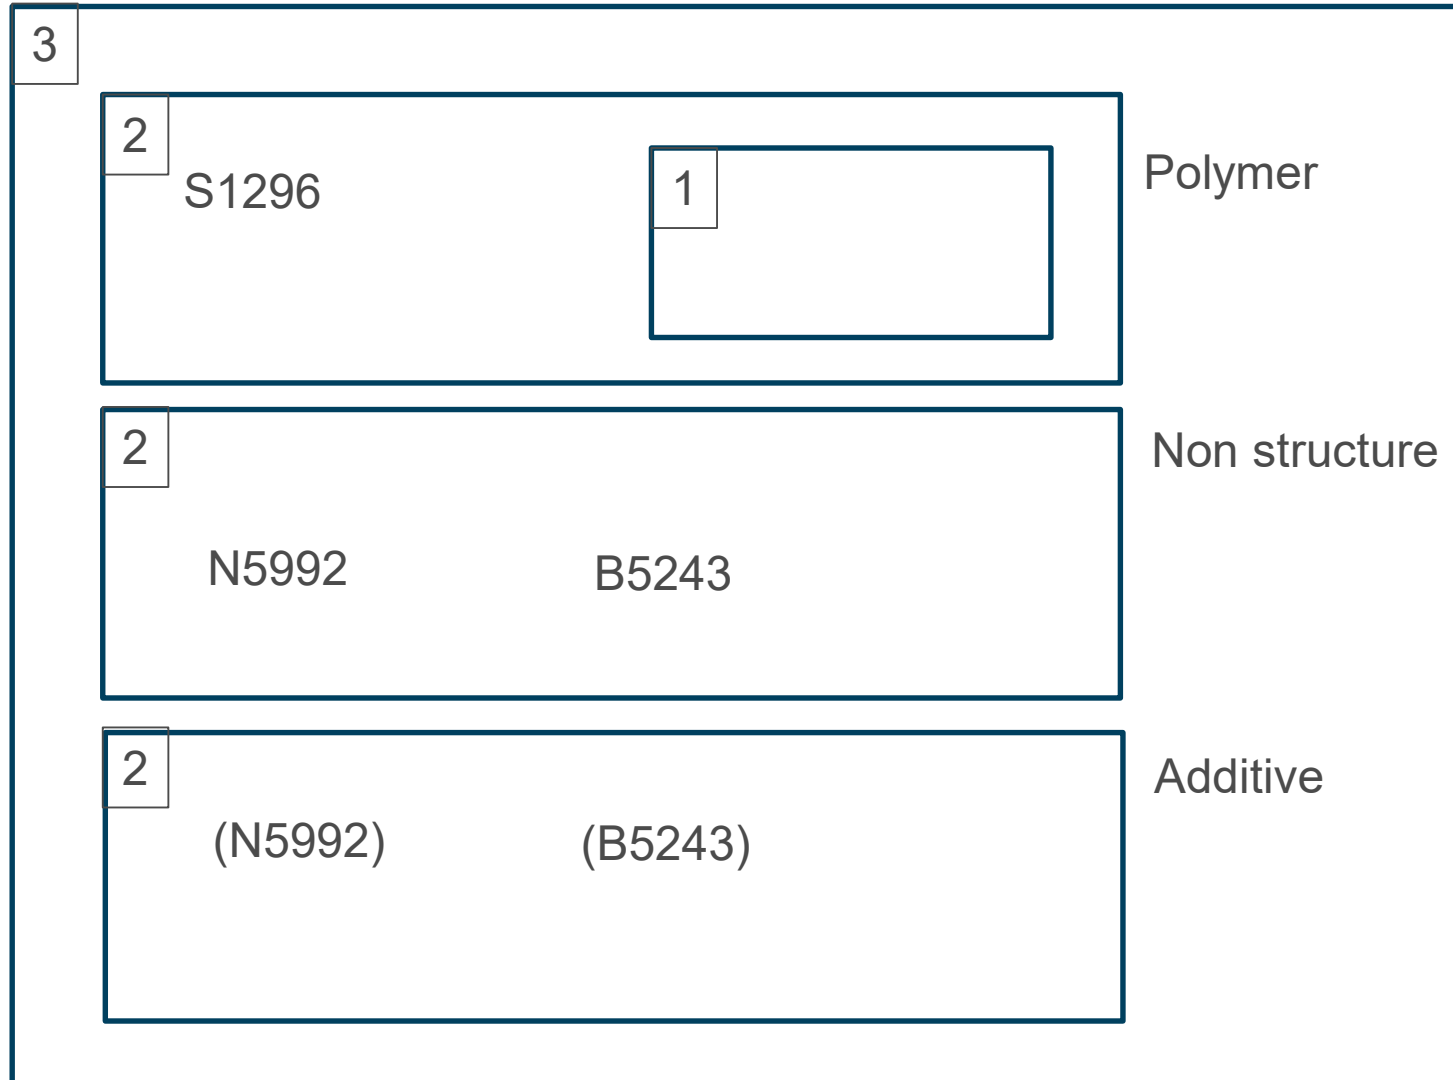 3
2
S1296
1
Polymer
2
Non structure
N5992
B5243
2
Additive
(N5992)
(B5243)